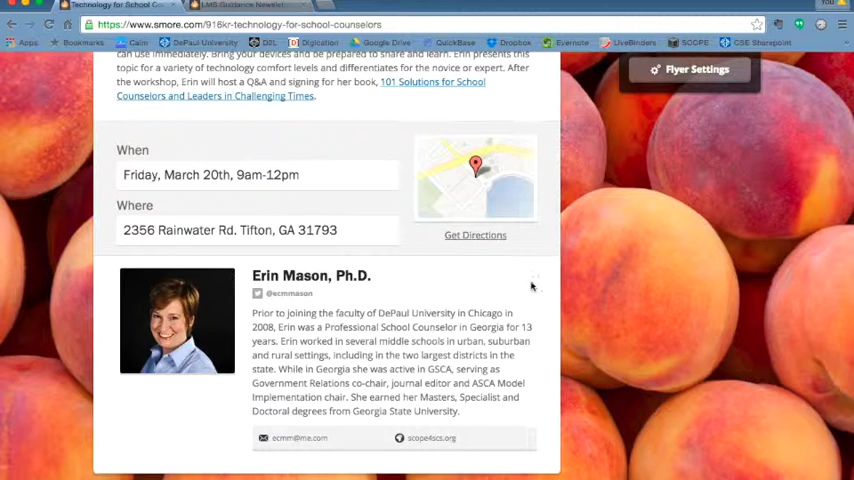 Technology for School Co
LMS Guidance Newslet
You
https://www.smore.com/916kr-technology-for-school-counselors
Apps Bookmarks Calm DePaul University D2L Digication Google Drive QuickBase Dropbox Evernote LiveBinders SCOPE CSE Sharepoint
can use immediately. Bring your devices and be prepared to share and learn. Erin presents this
topic for a variety of technology comfort levels and differentiates for the novice or expert. After
the workshop, Erin will host a Q&A and signing for her book, 101 Solutions for School
Counselors and Leaders in Challenging Times.
Flyer Settings
When
Friday, March 20th, 9am-12pm
Where
2356 Rainwater Rd. Tifton, GA 31793
Get Directions
Erin Mason, Ph.D.
@ecmmason
Prior to joining the faculty of DePaul University in Chicago in
2008, Erin was a Professional School Counselor in Georgia for 13
years. Erin worked in several middle schools in urban, suburban
and rural settings, including in the two largest districts in the
state. While in Georgia she was active in GSCA, serving as
Government Relations co-chair, journal editor and ASCA Model
Implementation chair. She earned her Masters, Specialist and
Doctoral degrees from Georgia State University.
ecmm@me.com
scope4scs.org